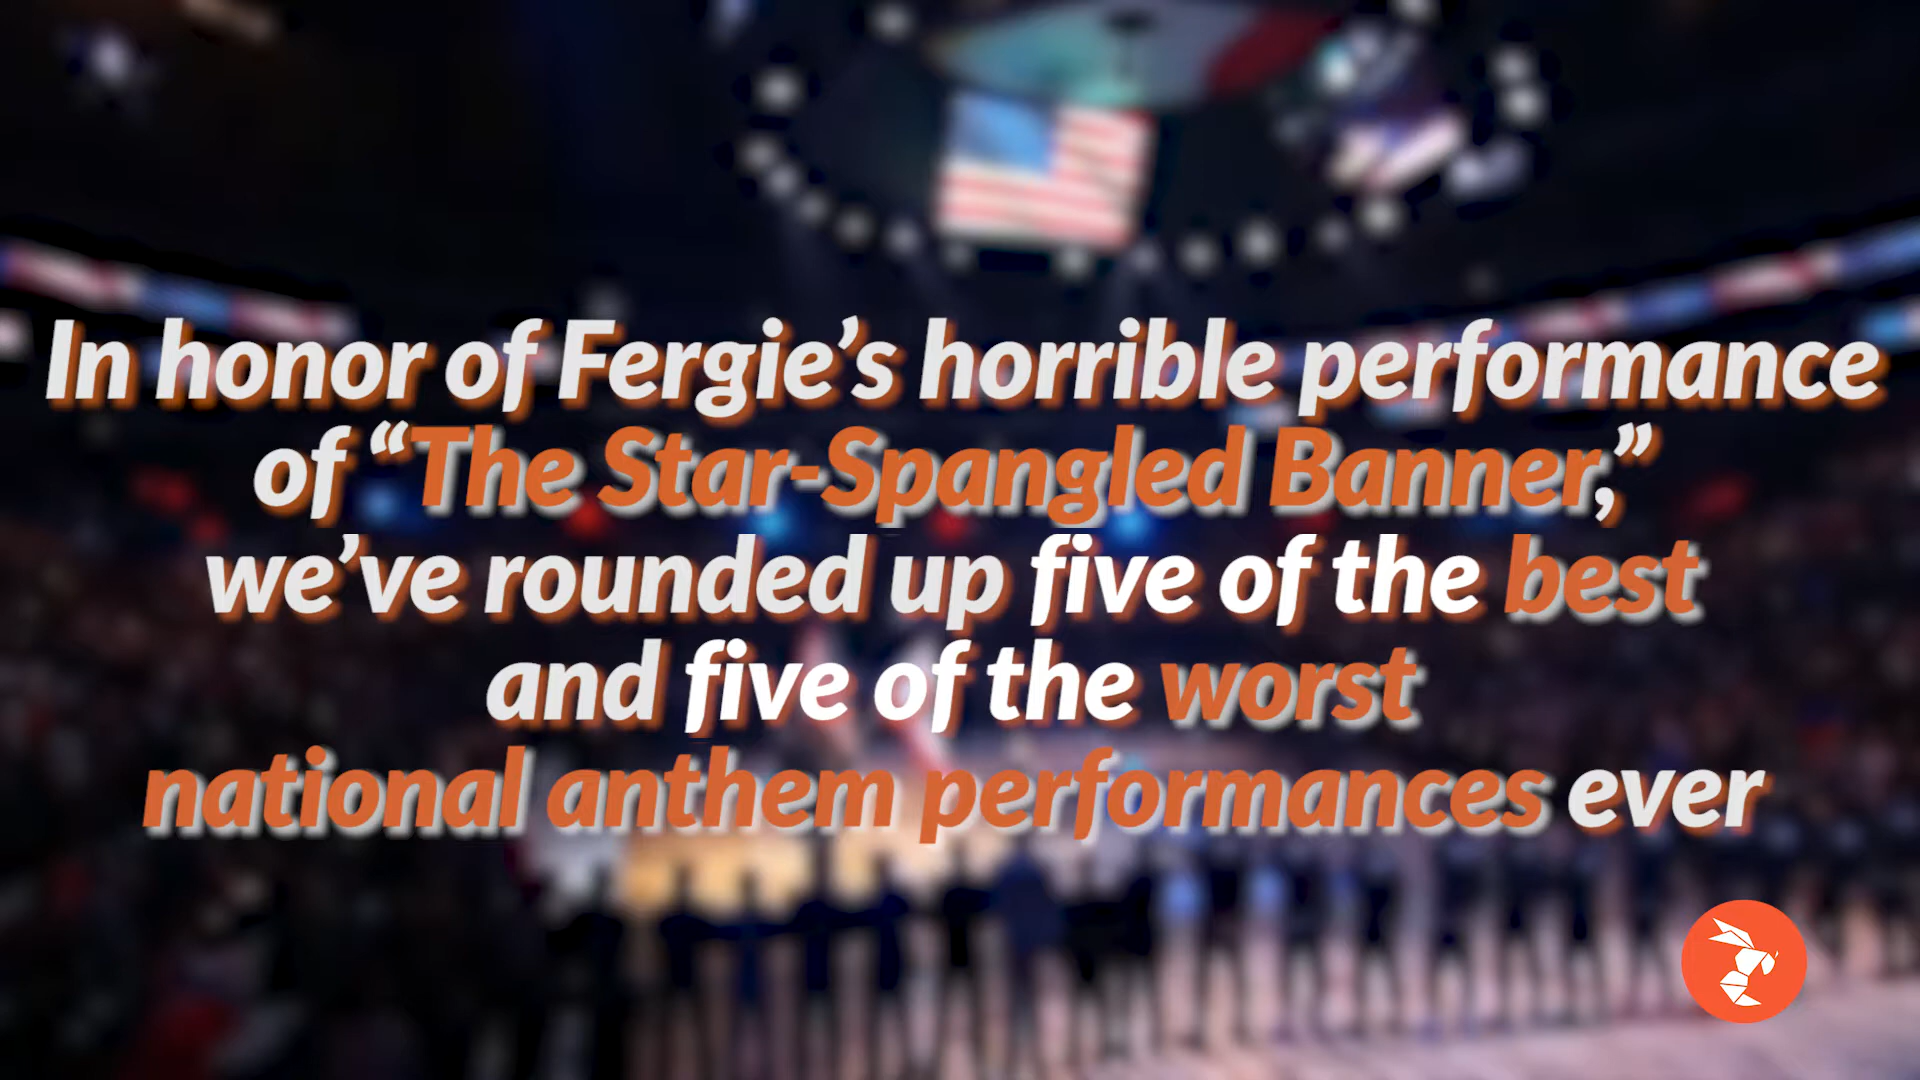 In honor of Fergie’s horrible performance
of “The Star-Spangled Banner,”
we’ve rounded up five of the best
and five of the worst
national anthem performances ever